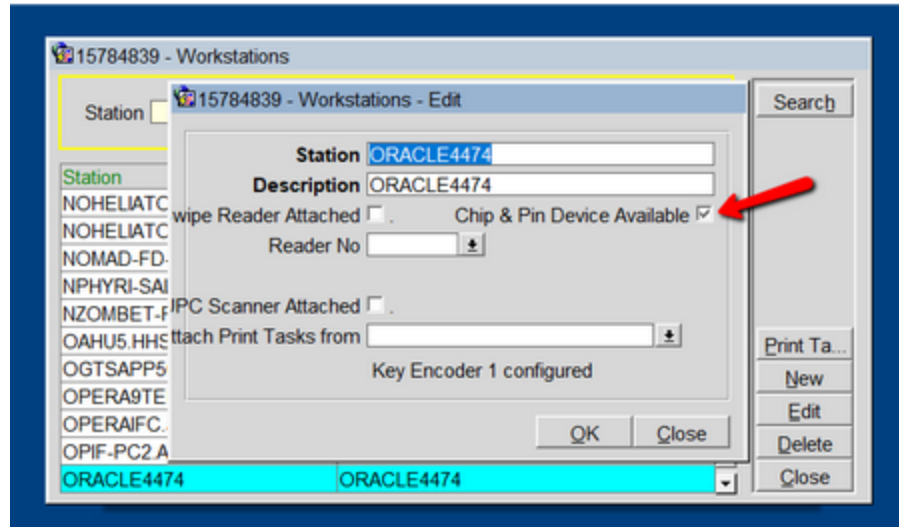 15784839 - Workstations
Station
15784839 - Workstations - Edit
Search
Station ORACLE4474
Description ORACLE4474
wipe Reader Attached . Chip & Pin Device Available
Reader No
JPC Scanner Attached .
ttach Print Tasks from
Key Encoder 1 configured
OK Close
Station
NOHELIATC
NOHELIATC
NOMAD-FD-
NPHYRI-SAI
NZOMBET-F
OAHU5.HHS
OGTSAPP5
OPERA9TE
OPERAIFC.
OPIF-PC2.A
ORACLE4474 ORACLE4474
Print Ta...
New
Edit
Delete
Close